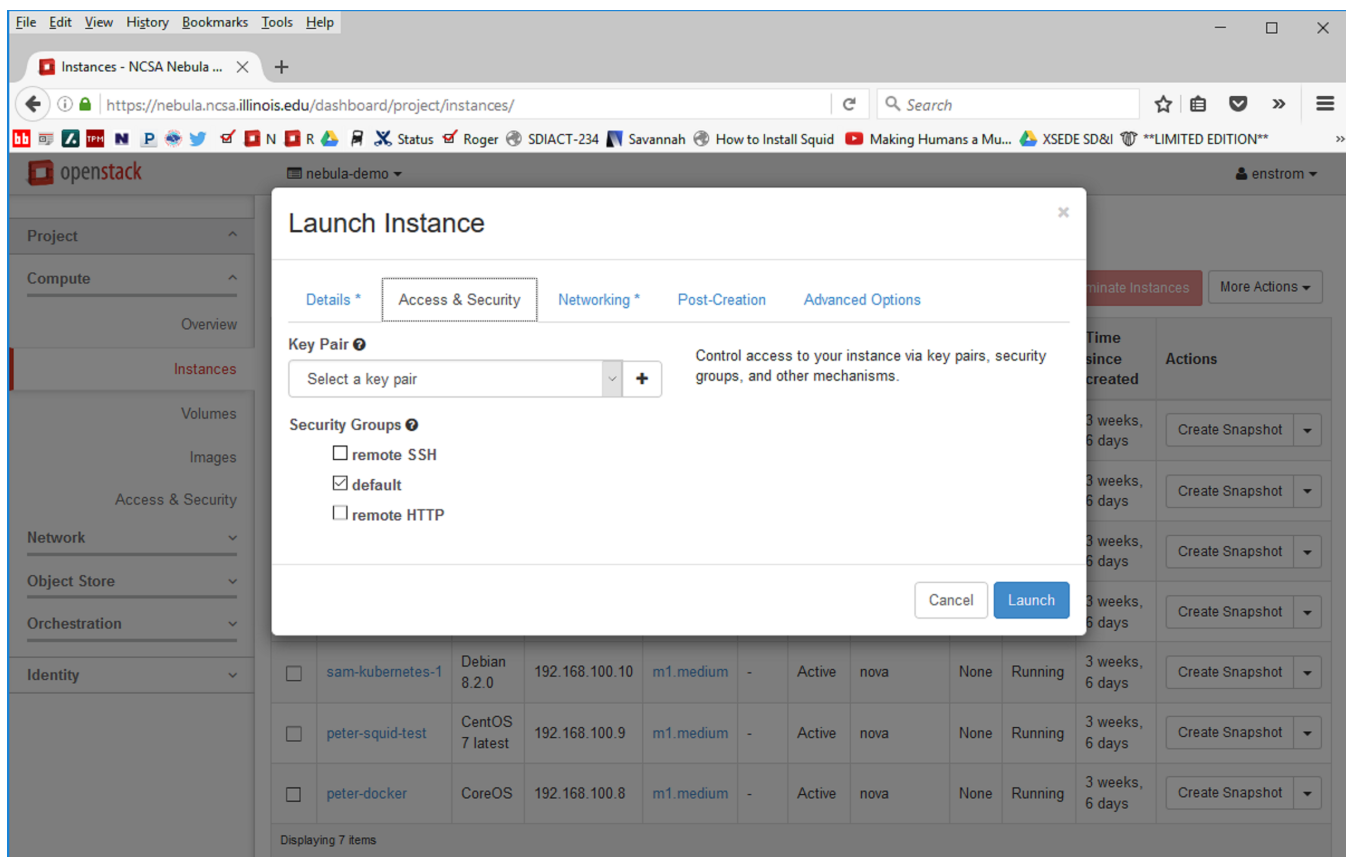 File Edit View History Bookmarks Tools Help
Instances - NCSA Nebula ...
https://nebula.ncsa.illinois.edu/dashboard/project/instances/
Search
bb TPM N P N R Status Roger SDIACT-234 Savannah How to Install Squid Making Humans a Mu... XSEDE SD&I **LIMITED EDITION**
openstack nebula-demo enstrom
Project
Compute
Overview
Instances
Volumes
Images
Access & Security
Network
Object Store
Orchestration
Identity
Launch Instance
Details * Access & Security Networking * Post-Creation Advanced Options
Key Pair
Select a key pair
Security Groups
remote SSH
default
remote HTTP
Control access to your instance via key pairs, security
groups, and other mechanisms.
Cancel Launch
minate Instances More Actions
Time
since
created
Actions
3 weeks,
6 days
Create Snapshot
3 weeks,
6 days
Create Snapshot
3 weeks,
6 days
Create Snapshot
3 weeks,
6 days
Create Snapshot
sam-kubernetes-1 Debian 192.168.100.10 m1.medium - Active nova None Running 3 weeks, Create Snapshot
8.2.0 6 days
peter-squid-test CentOS 192.168.100.9 m1.medium - Active nova None Running 3 weeks, Create Snapshot
7 latest 6 days
peter-docker CoreOS 192.168.100.8 m1.medium - Active nova None Running 3 weeks, Create Snapshot
6 days
Displaying 7 items